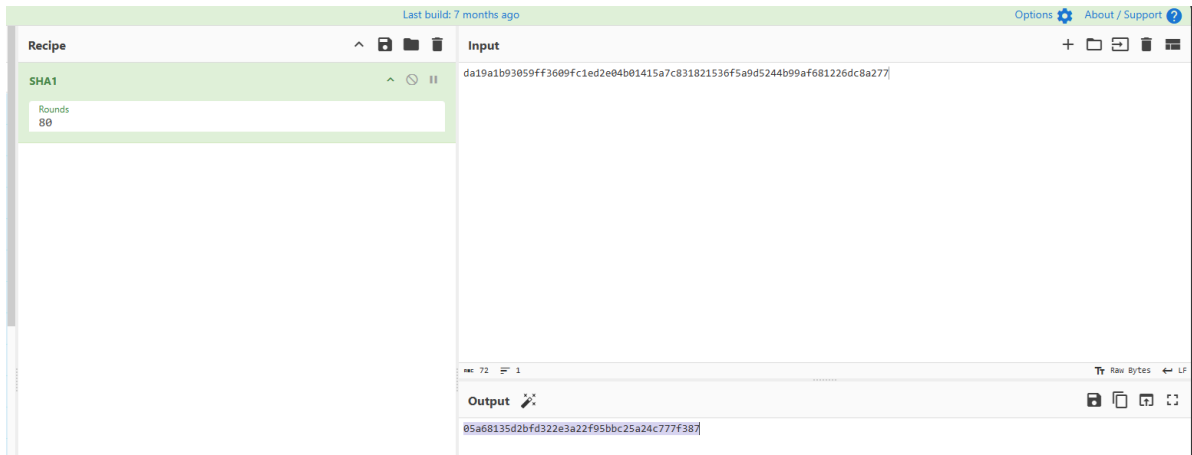 Last build: 7 months ago
Options
About / Support
Recipe
Input
SHA1
Rounds
80
da19a1b93059ff3609fc1ed2e04b01415a7c831821536f5a9d5244b99af681226dc8a277
72
1
Raw Bytes
LF
Output
05a68135d2bfd322e3a22f95bbc25a24c777f387